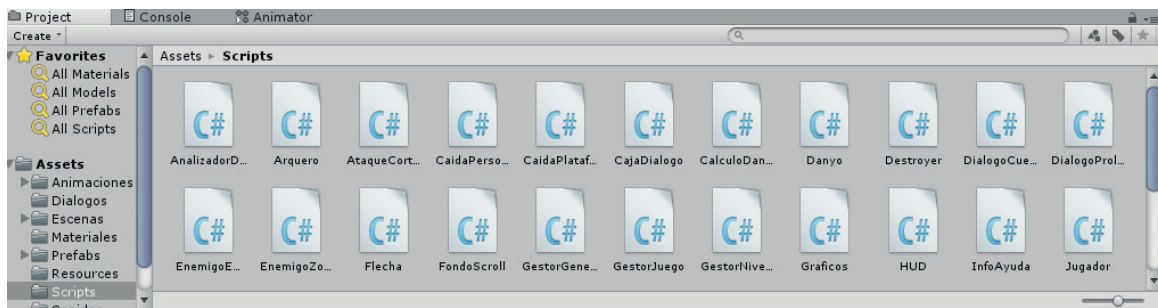 Project Console Animator
Create
Favorites
All Materials
All Models
All Prefabs
All Scripts
Assets
Animaciones
Dialogos
Escenas
Materiales
Prefabs
Resources
Scripts
Assets ▸ Scripts
C# C# C# C# C# C# C# C# C# C# C#
AnalizadorD... Arquero AtaqueCort... CaidaPerso... CaidaPlataf... CajaDialogo CalculoDan... Danyo Destroyer DialogoCue... DialogoProl...
C# C# C# C# C# C# C# C# C# C# C#
EnemigoE... EnemigoZo... Flecha FondoScroll GestorGene... GestorJuego GestorNive... Graficos HUD InfoAyuda Jugador